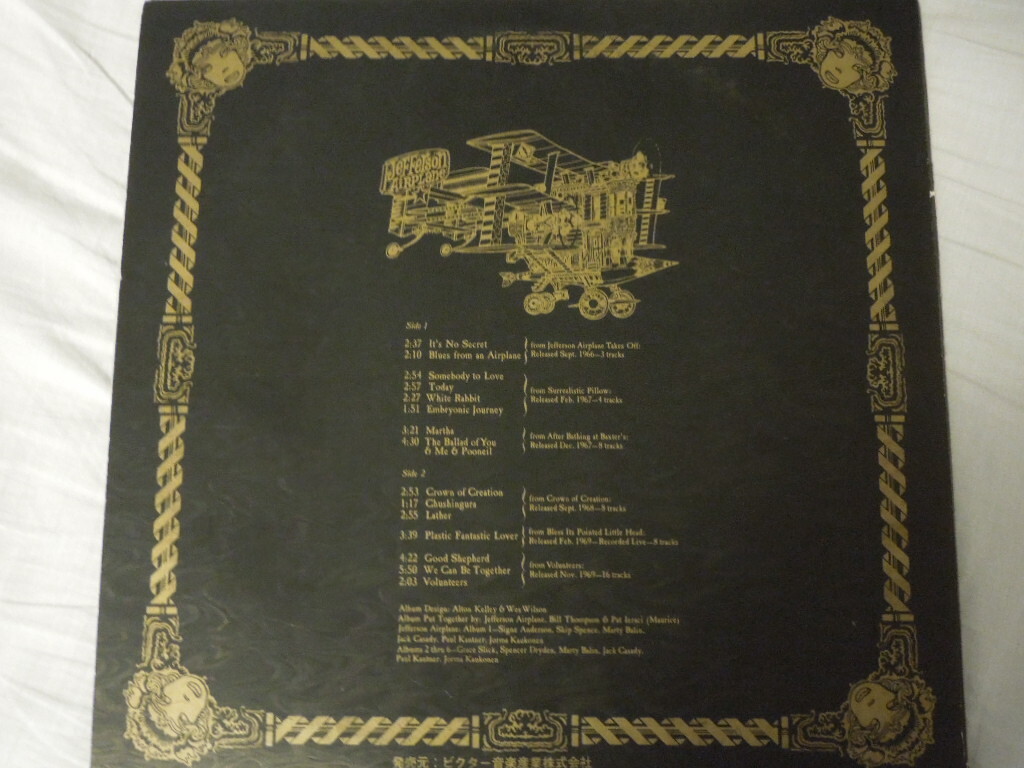 Jefferson
Airplane
Side 1
2:37 It's No Secret
2:10 Blues from an Airplane
from Jefferson Airplane Takes Off:
Released Sept. 1966—3 tracks
2:54 Somebody to Love
2:57 Today
2:27 White Rabbit
1:51 Embryonic Journey
from Surrealistic Pillow:
Released Feb. 1967—4 tracks
3:21 Martha
4:30 The Ballad of You
& Me & Pooneil
from After Bathing at Baxter's:
Released Dec. 1967—8 tracks
Side 2
2:53 Crown of Creation
1:17 Chushingura
2:55 Lather
from Crown of Creation:
Released Sept. 1968—8 tracks
3:39 Plastic Fantastic Lover
from Bless Its Pointed Little Head:
Released Feb. 1969—Recorded Live—8 tracks
4:22 Good Shepherd
5:50 We Can Be Together
2:03 Volunteers
from Volunteers:
Released Nov. 1969—16 tracks
Album Design: Alton Kelley & Wes Wilson
Album Put Together by: Jefferson Airplane, Bill Thompson & Pat Ieraci (Maurice)
Jefferson Airplane: Album 1—Signe Anderson, Skip Spence, Marty Balin,
Jack Casady, Paul Kantner, Jorma Kaukonen
Albums 2 thru 6—Grace Slick, Spencer Dryden, Marty Balin, Jack Casady,
Paul Kantner, Jorma Kaukonen
発売元:ビクター音楽産業株式会社